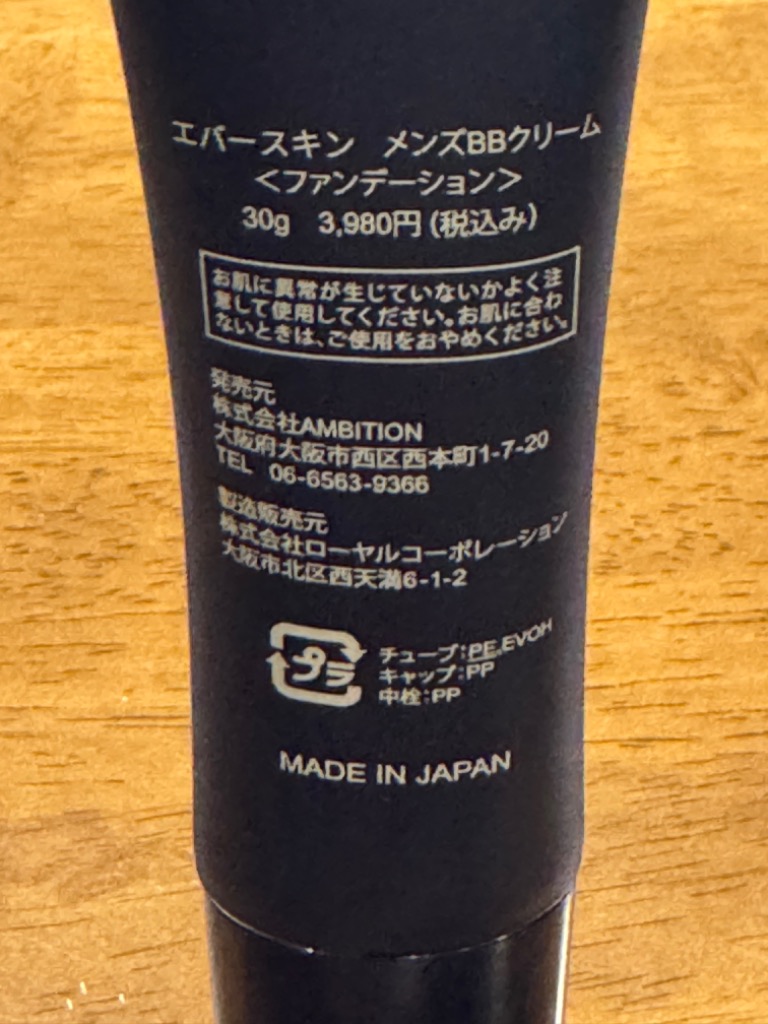 エバースキン メンズBBクリーム
<ファンデーション>
30g 3,980円(税込み)
お肌に異常が生じていないかよく注
意して使用してください。お肌に合わ
ないときは、ご使用をおやめください。
発売元
株式会社AMBITION
大阪府大阪市西区西本町1-7-20
TEL 06-6563-9366
製造販売元
株式会社ローヤルコーポレーション
大阪市北区西天満6-1-2
プラ
チューブ:PE,EVOH
キャップ:PP
中栓:PP
MADE IN JAPAN